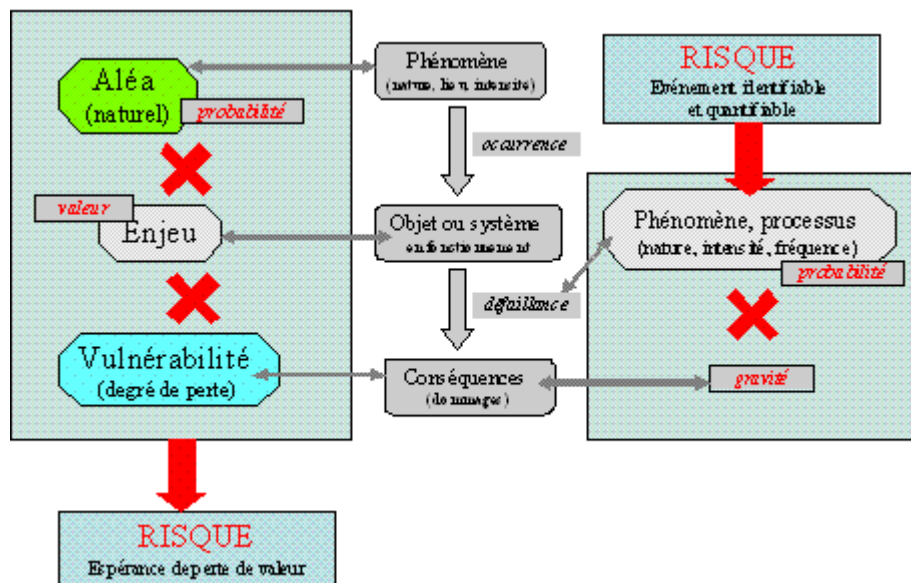 Aléa
(naturel)
probabilité
valeur
Enjeu
Vulnérabilité
(degré de perte)
RISQUE
Espérance de perte de valeur
Phénomène
(nature, lieu, intensité)
occurrence
Objet ou système
en fonctionnement
défaillance
Conséquences
(dommages)
RISQUE
Evénement identifiable
et quantifiable
Phénomène, processus
(nature, intensité, fréquence)
probabilité
gravité